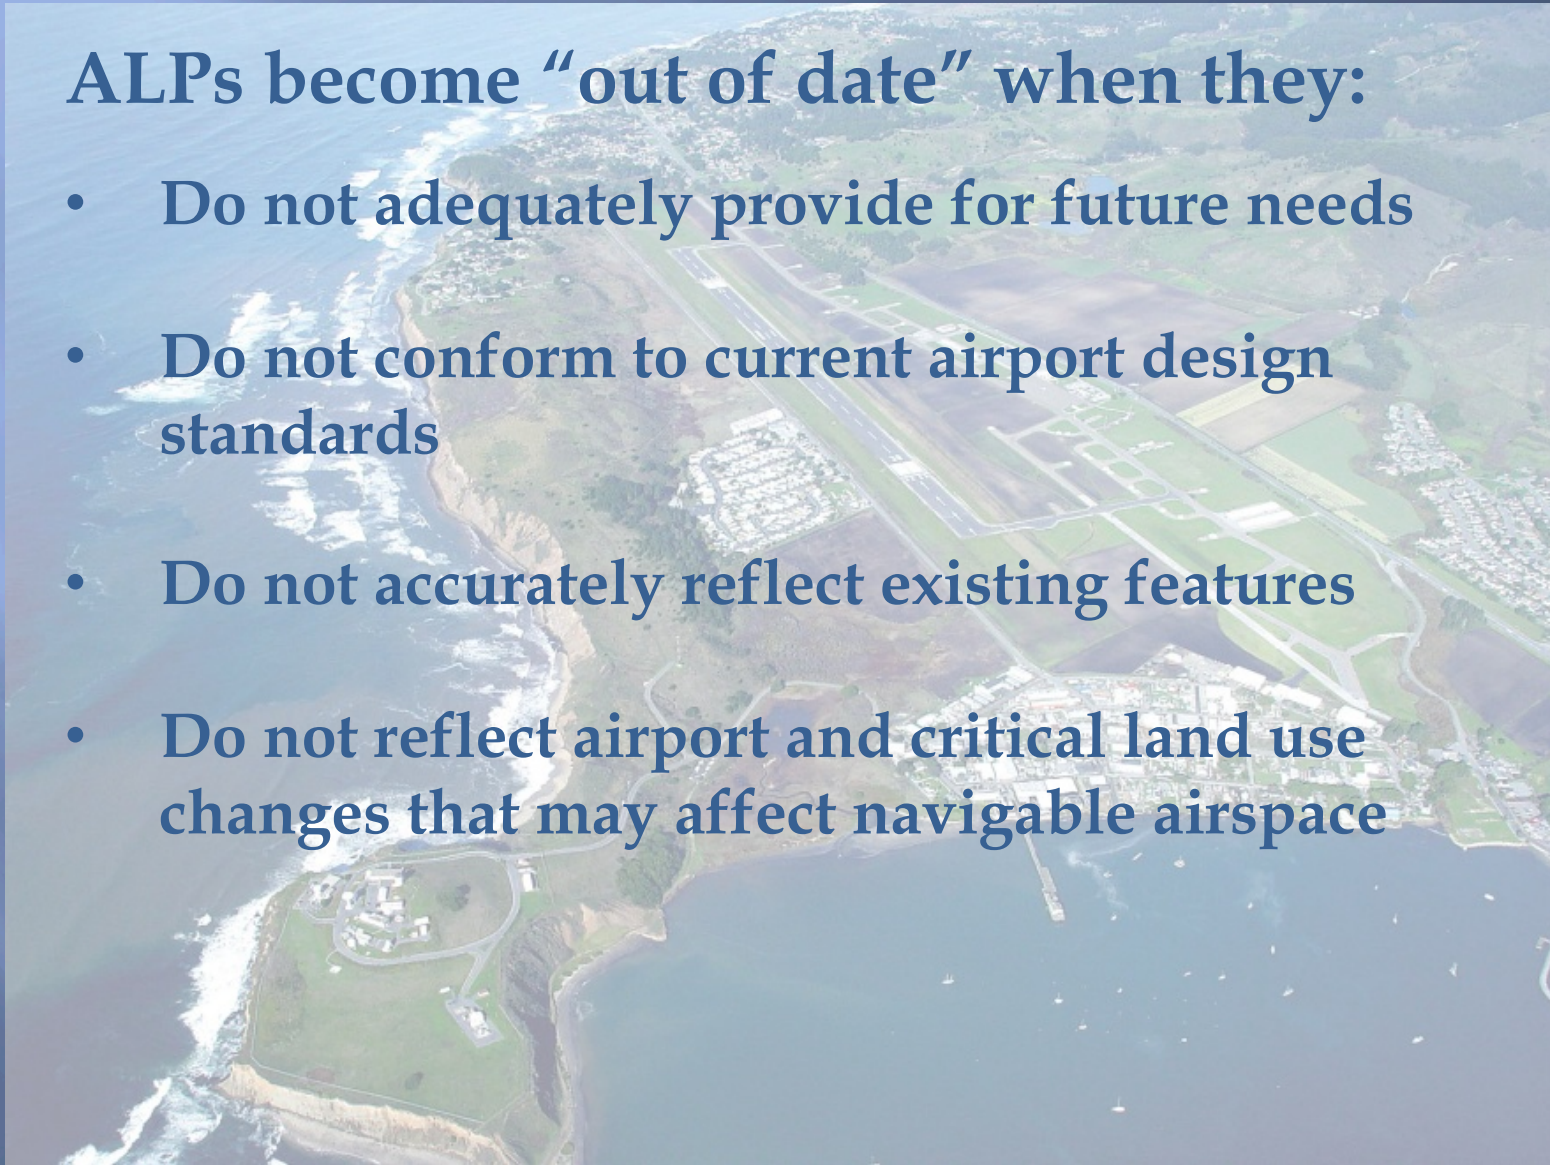 ALPs become “out of date” when they:
• Do not adequately provide for future needs
• Do not conform to current airport design
standards
• Do not accurately reflect existing features
• Do not reflect airport and critical land use
changes that may affect navigable airspace